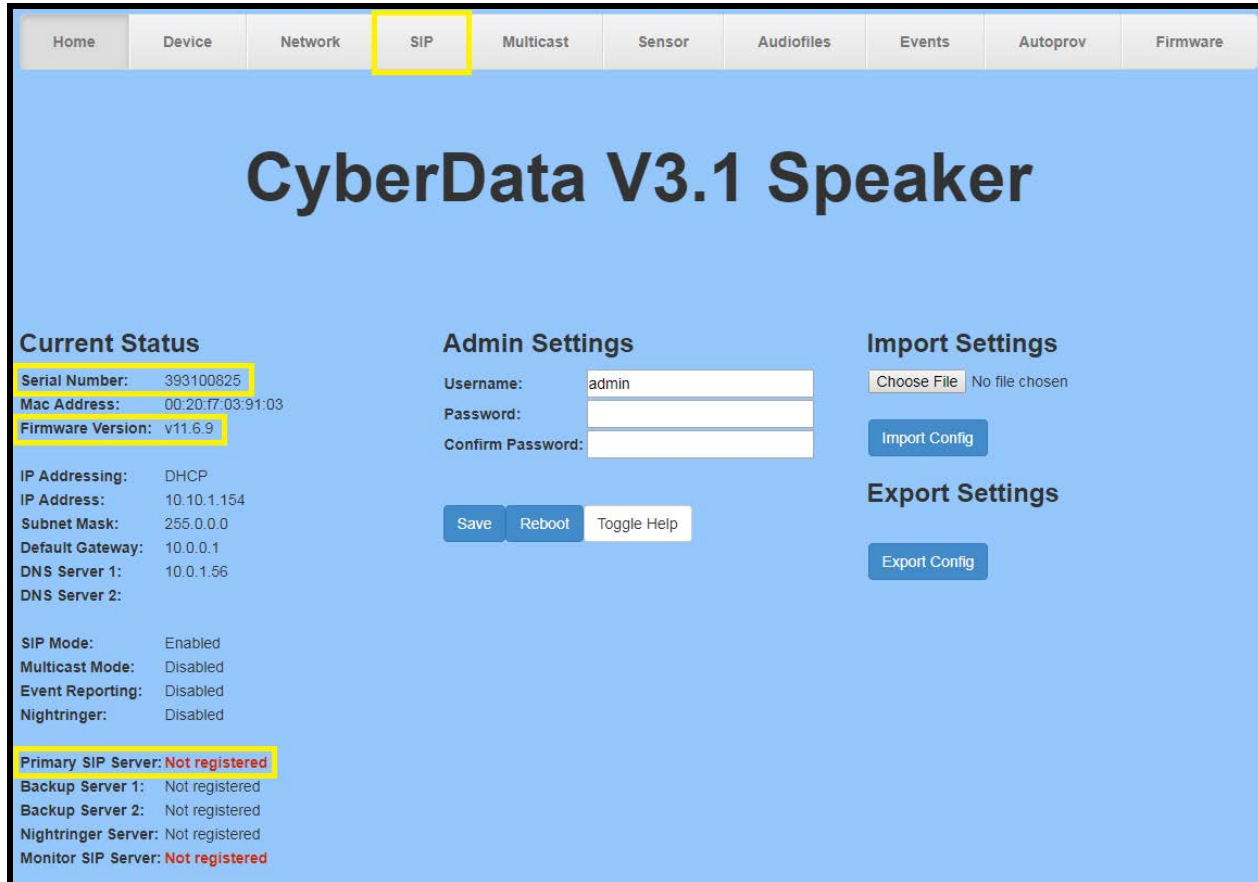 Home Device Network SIP Multicast Sensor Audiofiles Events Autoprov Firmware
CyberData V3.1 Speaker
Current Status
Serial Number: 393100825
Mac Address: 00:20:f7:03:91:03
Firmware Version: v11.6.9
IP Addressing: DHCP
IP Address: 10.10.1.154
Subnet Mask: 255.0.0.0
Default Gateway: 10.0.0.1
DNS Server 1: 10.0.1.56
DNS Server 2:
SIP Mode: Enabled
Multicast Mode: Disabled
Event Reporting: Disabled
Nightringer: Disabled
Primary SIP Server: Not registered
Backup Server 1: Not registered
Backup Server 2: Not registered
Nightringer Server: Not registered
Monitor SIP Server: Not registered
Admin Settings
Username: admin
Password:
Confirm Password:
Save Reboot Toggle Help
Import Settings
Choose File No file chosen
Import Config
Export Settings
Export Config